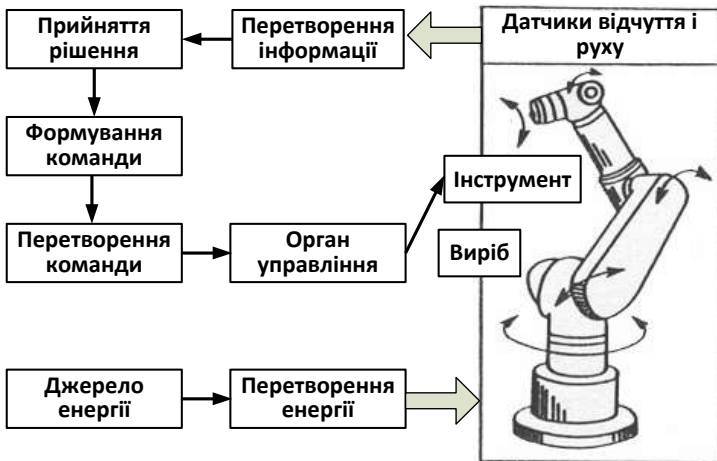 Прийняття
рішення
Перетворення
інформації
Датчики відчуття і
руху
Формування
команди
Інструмент
Перетворення
команди
Орган
управління
Виріб
Джерело
енергії
Перетворення
енергії